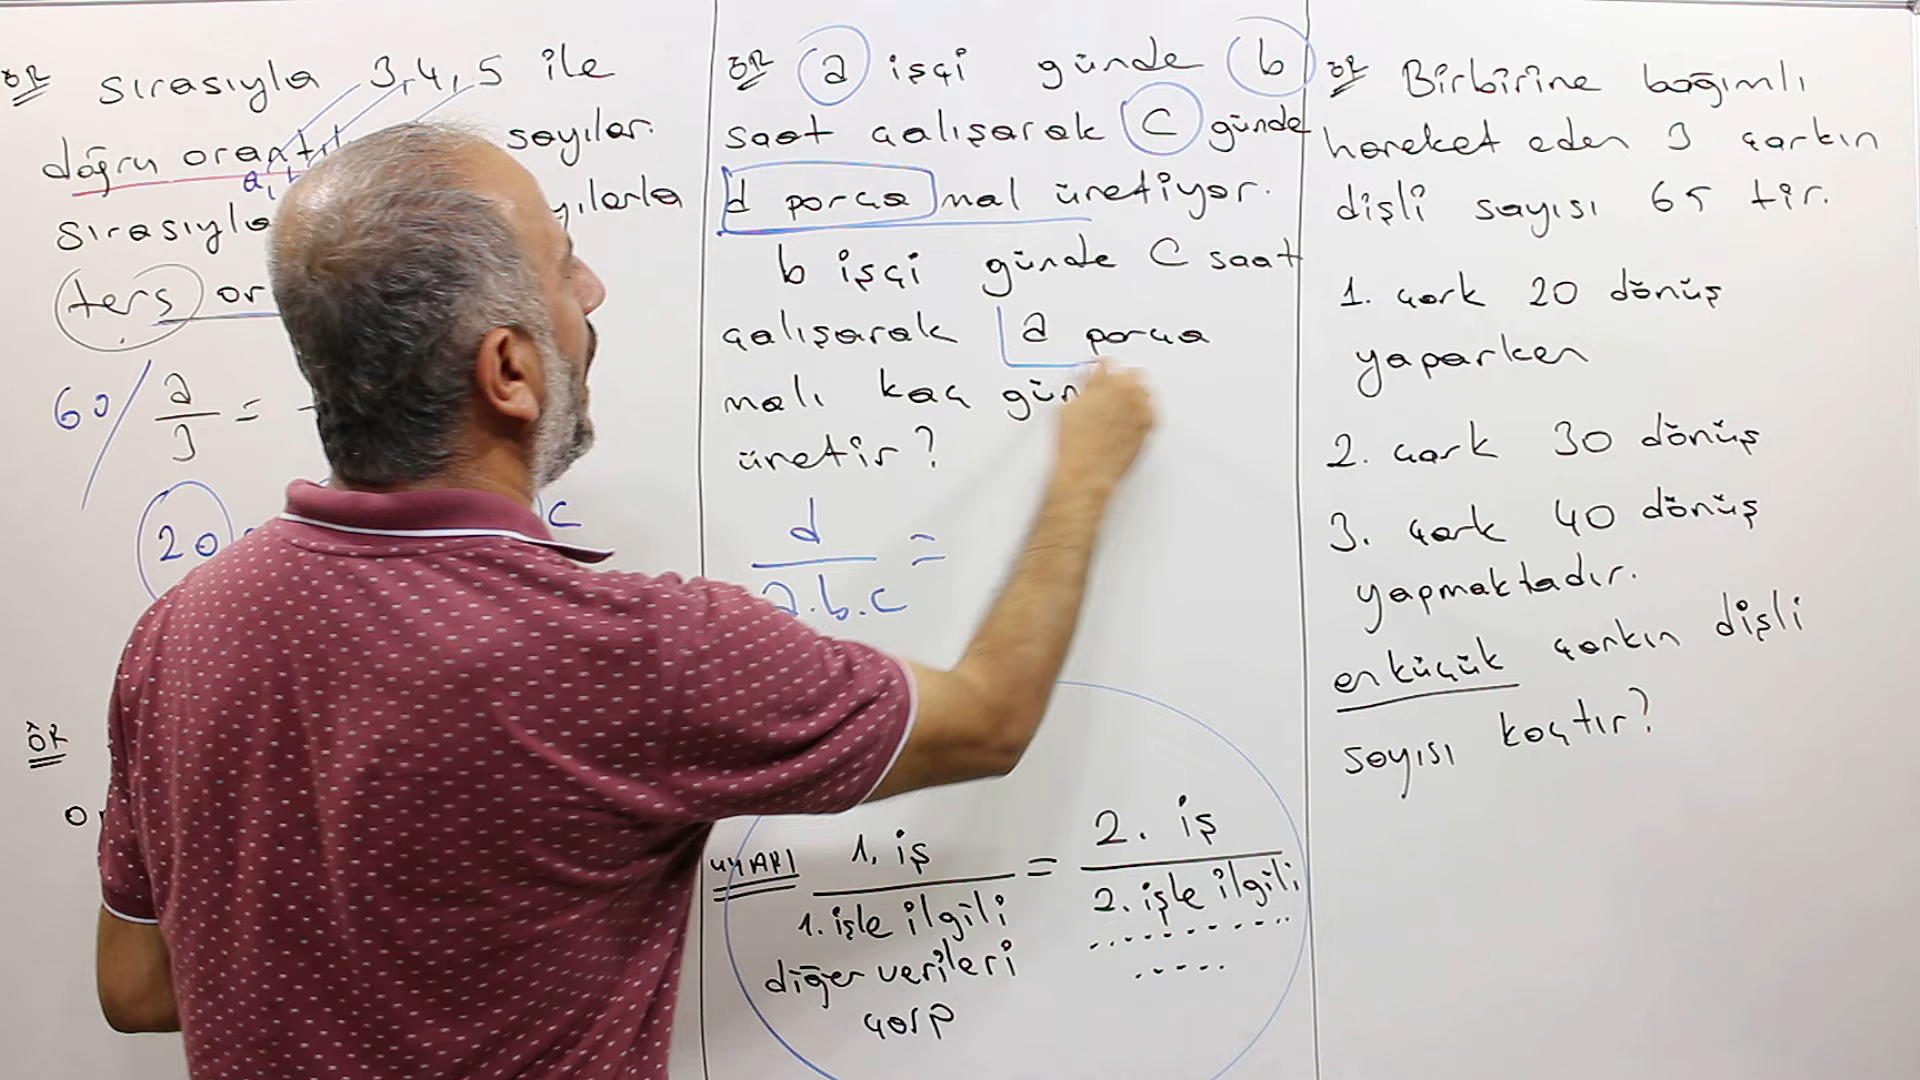 ÖR Sırasıyla 3,4,5 ile
doğru orantılı sayılar.
a,
sırasıyla
ters or
60/ a/3 =
20 c
ÖR
ÖR a işçi günde b
saat çalışarak c günde
d parça mal üretiyor.
b işçi günde c saat
çalışarak a parça
malı kaç gün
üretir?
d/a.b.c =
UYARI 1. iş / 1. işle ilgili diğer verileri çarp = 2. iş / 2. işle ilgili ..............
ÖR Birbirine bağımlı
hareket eden 3 çarkın
dişli sayısı 65 tir.
1. çark 20 dönüş
yaparken
2. çark 30 dönüş
3. çark 40 dönüş
yapmaktadır.
en küçük çarkın dişli
sayısı kaçtır?